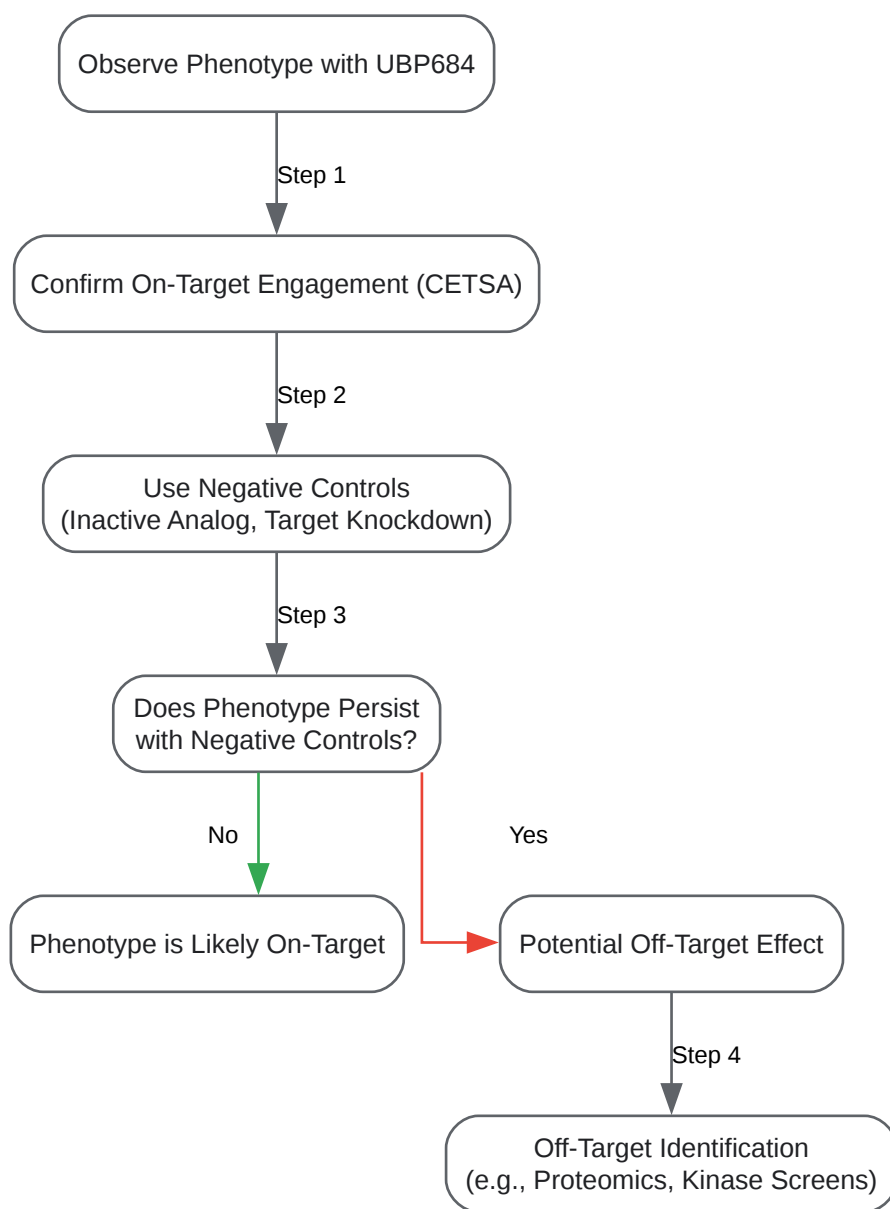 Observe Phenotype with UBP684
Step 1
Confirm On-Target Engagement (CETSA)
Step 2
Use Negative Controls
(Inactive Analog, Target Knockdown)
Step 3
Does Phenotype Persist
with Negative Controls?
No
Yes
Phenotype is Likely On-Target
Potential Off-Target Effect
Step 4
Off-Target Identification
(e.g., Proteomics, Kinase Screens)